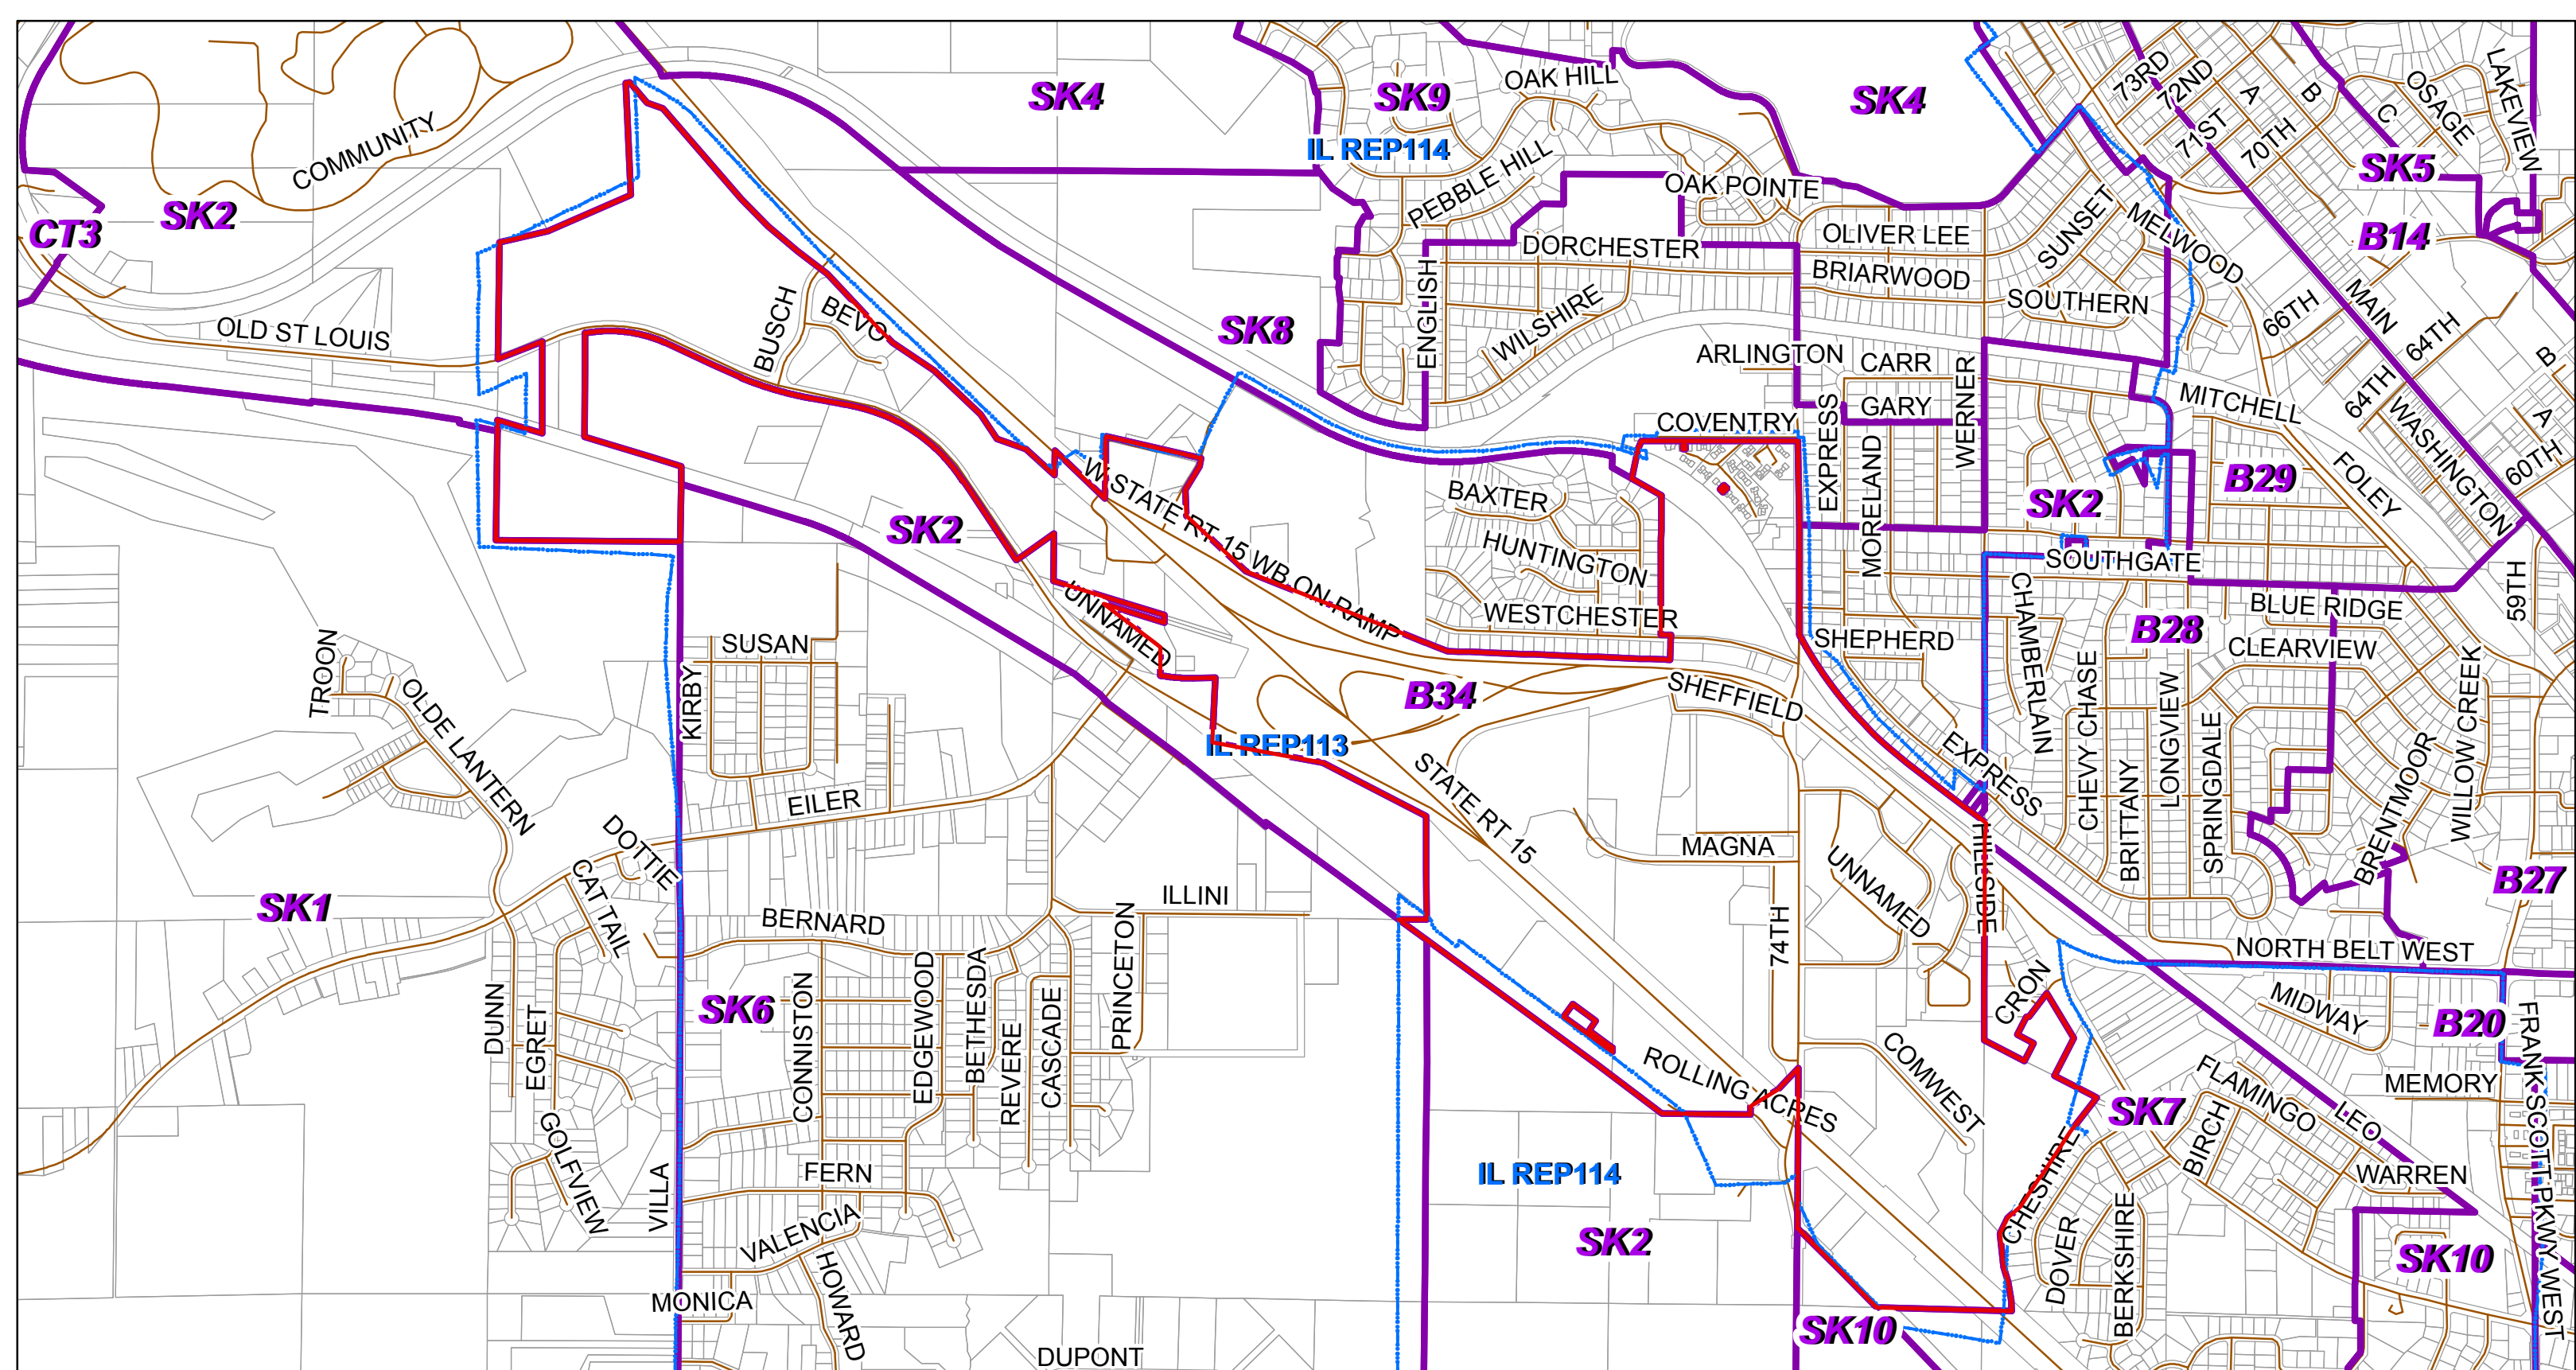 SK4
SK9
OAK HILL
SK4
73RD
72ND
A
B
C
OSAGE
LAKEVIEW
COMMUNITY
IL REP114
71ST
70TH
SK5
PEBBLE HILL
OAK POINTE
SK2
CT3
OLIVER LEE
SUNSET
MELWOOD
B14
DORCHESTER
BRIARWOOD
SOUTHERN
MAIN
66TH
64TH
OLD ST LOUIS
BUSCH
BEVO
SK8
ENGLISH
WILSHIRE
ARLINGTON
CARR
WERNER
B
64TH
MITCHELL
WASHINGTON
A
COVENTRY
EXPRESS
GARY
MORELAND
60TH
W STATE RT 15 WB ON RAMP
BAXTER
HUNTINGTON
SK2
B29
FOLEY
SK2
SOUTHGATE
59TH
UNNAMED
WESTCHESTER
CHAMBERLAIN
BLUE RIDGE
B28
CLEARVIEW
SUSAN
SHEPHERD
TROON
OLDE LANTERN
KIRBY
B34
SHEFFIELD
CHEVY CHASE
LONGVIEW
SPRINGDALE
WILLOW CREEK
IL REP113
STATE RT 15
EXPRESS
BRITTANY
BRENTMOOR
EILER
DOTTIE
MAGNA
UNNAMED
HILLSIDE
CAT TAIL
SK1
ILLINI
B27
BERNARD
PRINCETON
74TH
NORTH BELT WEST
SK6
CONNISTON
EDGEWOOD
BETHESDA
REVERE
CASCADE
DUNN
EGRET
CRON
MIDWAY
B20
FRANK SCOTT PKWY WEST
ROLLING ACRES
COMWEST
FLAMINGO
MEMORY
GOLFVIEW
SK7
BIRCH
LEO
CHESHIRE
VILLA
FERN
IL REP114
WARREN
VALENCIA
SK2
DOVER
BERKSHIRE
SK10
HOWARD
MONICA
SK10
DUPONT